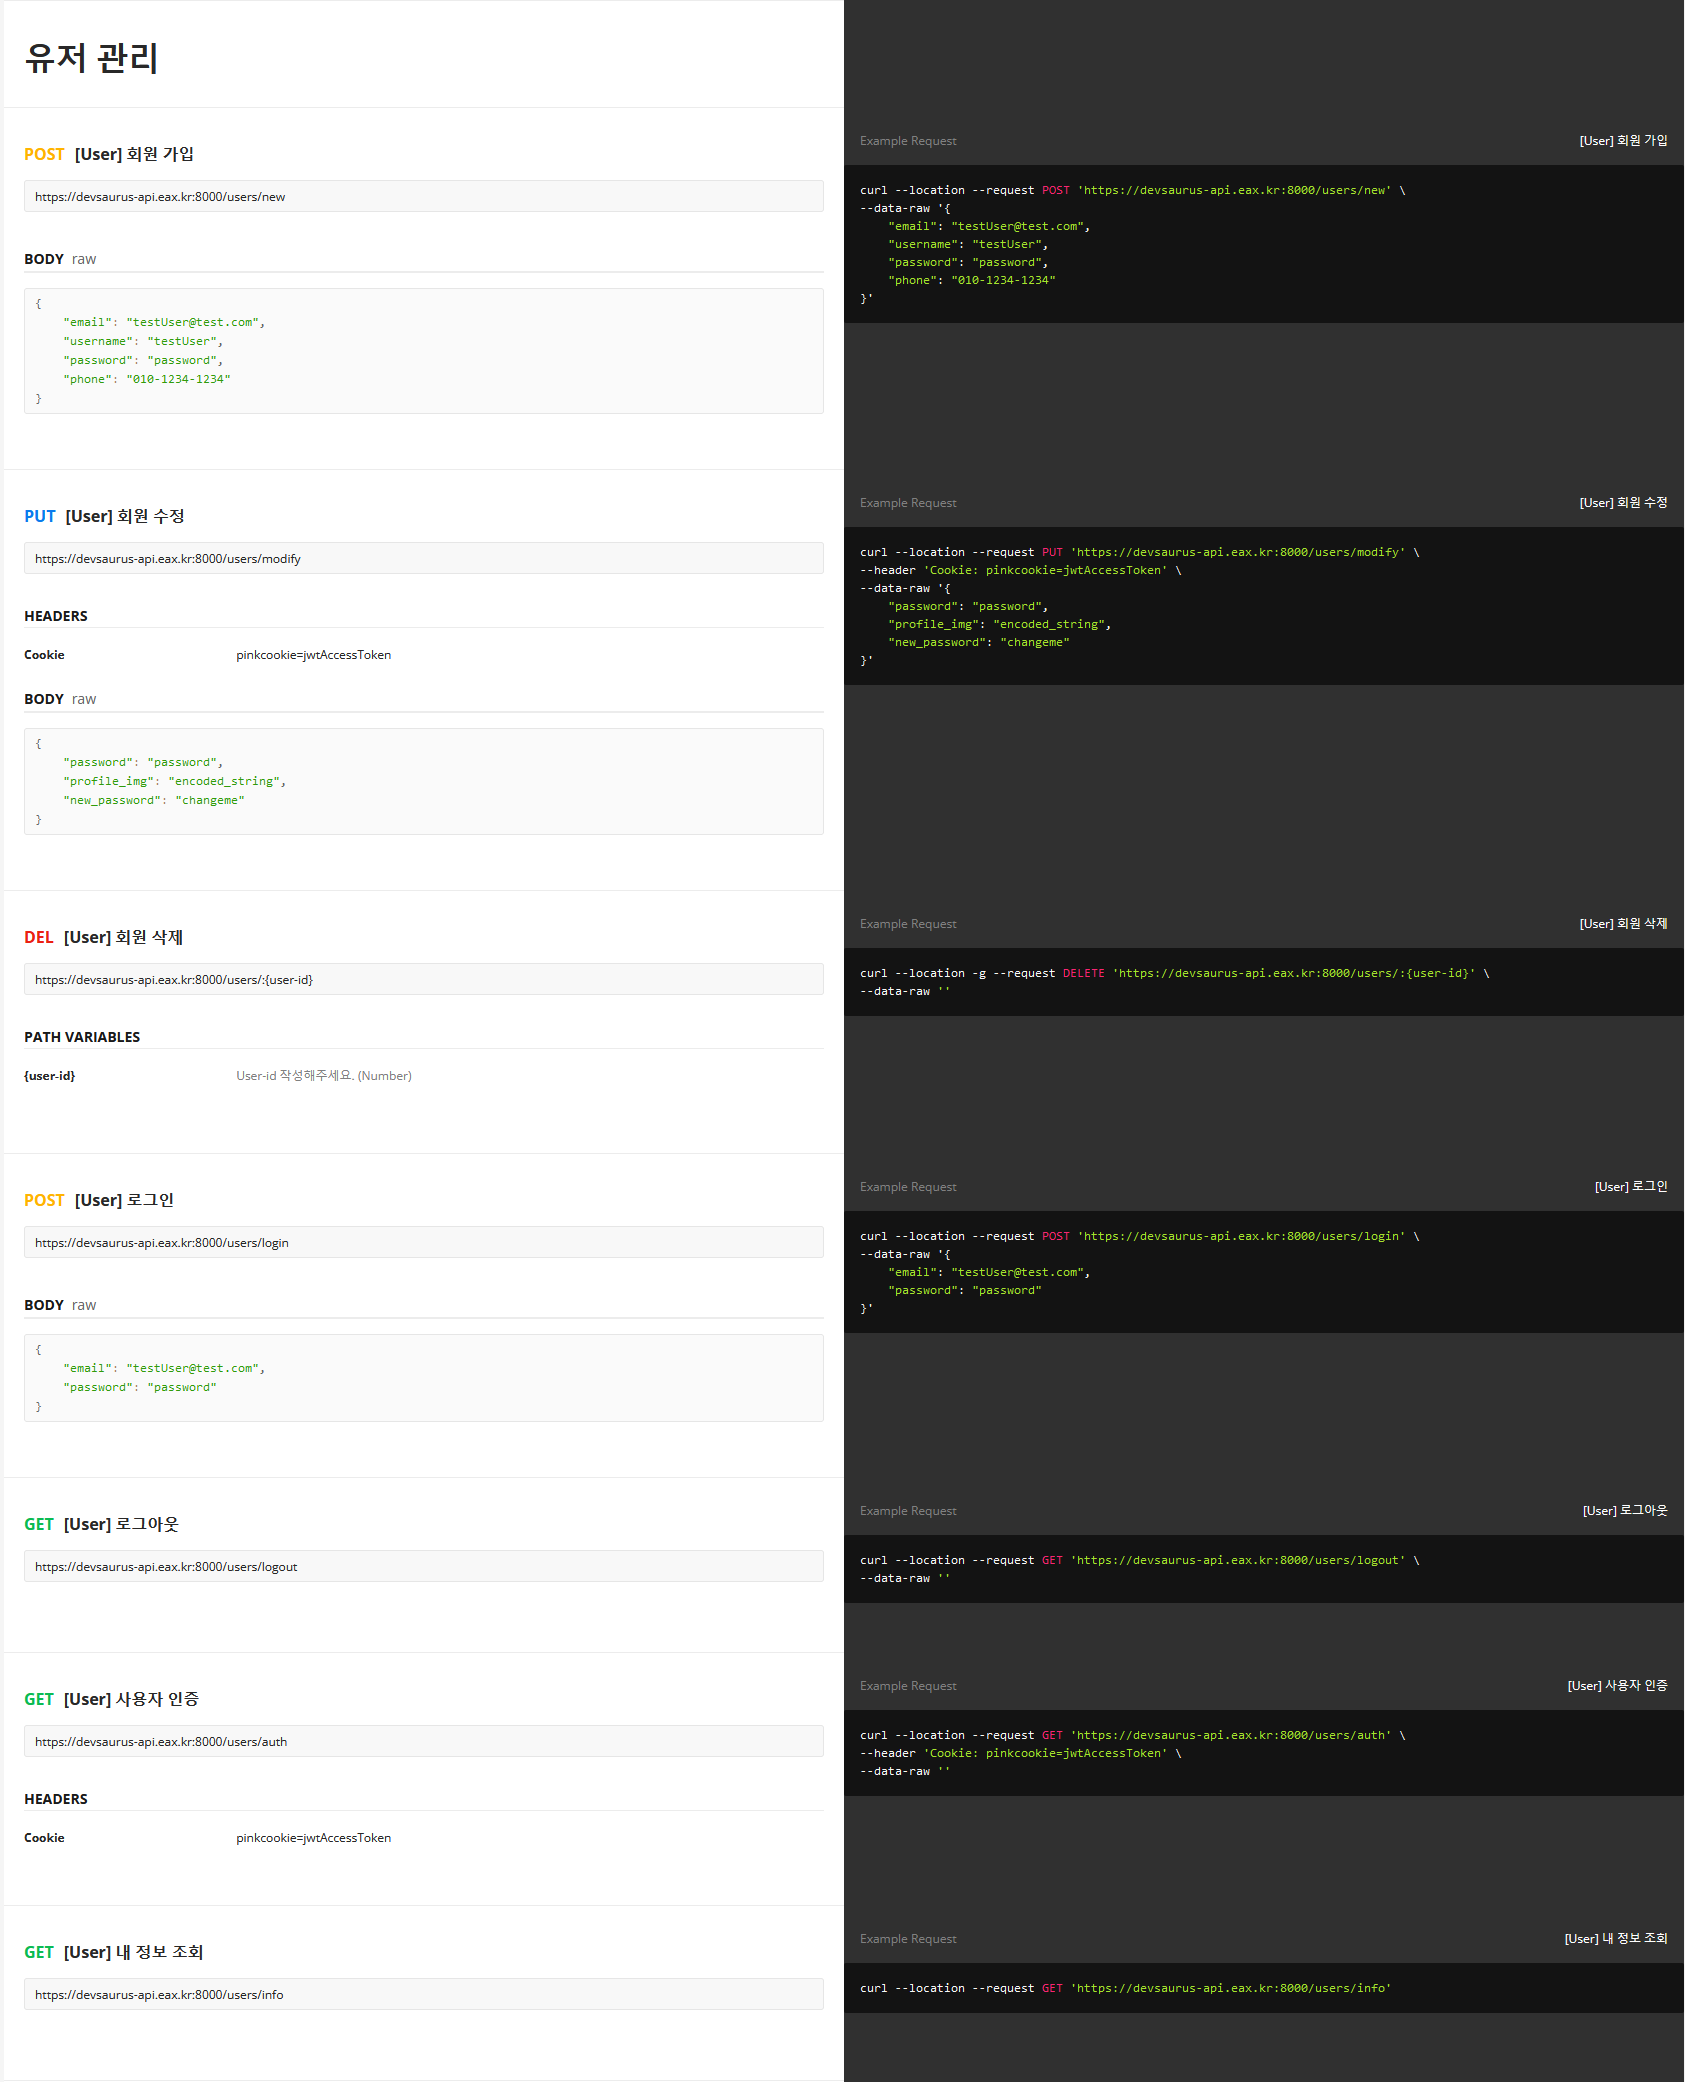 유저 관리
POST [User] 회원 가입
https://devsaurus-api.eax.kr:8000/users/new
BODY raw
{
    "email": "testUser@test.com",
    "username": "testUser",
    "password": "password",
    "phone": "010-1234-1234"
}
Example Request [User] 회원 가입
curl --location --request POST 'https://devsaurus-api.eax.kr:8000/users/new' \
--data-raw '{
    "email": "testUser@test.com",
    "username": "testUser",
    "password": "password",
    "phone": "010-1234-1234"
}'
PUT [User] 회원 수정
https://devsaurus-api.eax.kr:8000/users/modify
HEADERS
Cookie pinkcookie=jwtAccessToken
BODY raw
{
    "password": "password",
    "profile_img": "encoded_string",
    "new_password": "changeme"
}
Example Request [User] 회원 수정
curl --location --request PUT 'https://devsaurus-api.eax.kr:8000/users/modify' \
--header 'Cookie: pinkcookie=jwtAccessToken' \
--data-raw '{
    "password": "password",
    "profile_img": "encoded_string",
    "new_password": "changeme"
}'
DEL [User] 회원 삭제
https://devsaurus-api.eax.kr:8000/users/:{user-id}
PATH VARIABLES
{user-id} User-id 작성해주세요. (Number)
Example Request [User] 회원 삭제
curl --location -g --request DELETE 'https://devsaurus-api.eax.kr:8000/users/:{user-id}' \
--data-raw ''
POST [User] 로그인
https://devsaurus-api.eax.kr:8000/users/login
BODY raw
{
    "email": "testUser@test.com",
    "password": "password"
}
Example Request [User] 로그인
curl --location --request POST 'https://devsaurus-api.eax.kr:8000/users/login' \
--data-raw '{
    "email": "testUser@test.com",
    "password": "password"
}'
GET [User] 로그아웃
https://devsaurus-api.eax.kr:8000/users/logout
Example Request [User] 로그아웃
curl --location --request GET 'https://devsaurus-api.eax.kr:8000/users/logout' \
--data-raw ''
GET [User] 사용자 인증
https://devsaurus-api.eax.kr:8000/users/auth
HEADERS
Cookie pinkcookie=jwtAccessToken
Example Request [User] 사용자 인증
curl --location --request GET 'https://devsaurus-api.eax.kr:8000/users/auth' \
--header 'Cookie: pinkcookie=jwtAccessToken' \
--data-raw ''
GET [User] 내 정보 조회
https://devsaurus-api.eax.kr:8000/users/info
Example Request [User] 내 정보 조회
curl --location --request GET 'https://devsaurus-api.eax.kr:8000/users/info'